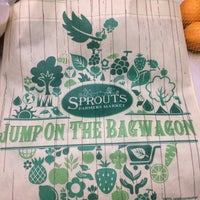 SPROUTS
FARMERS MARKET
JUMP ON THE BAGWAGON